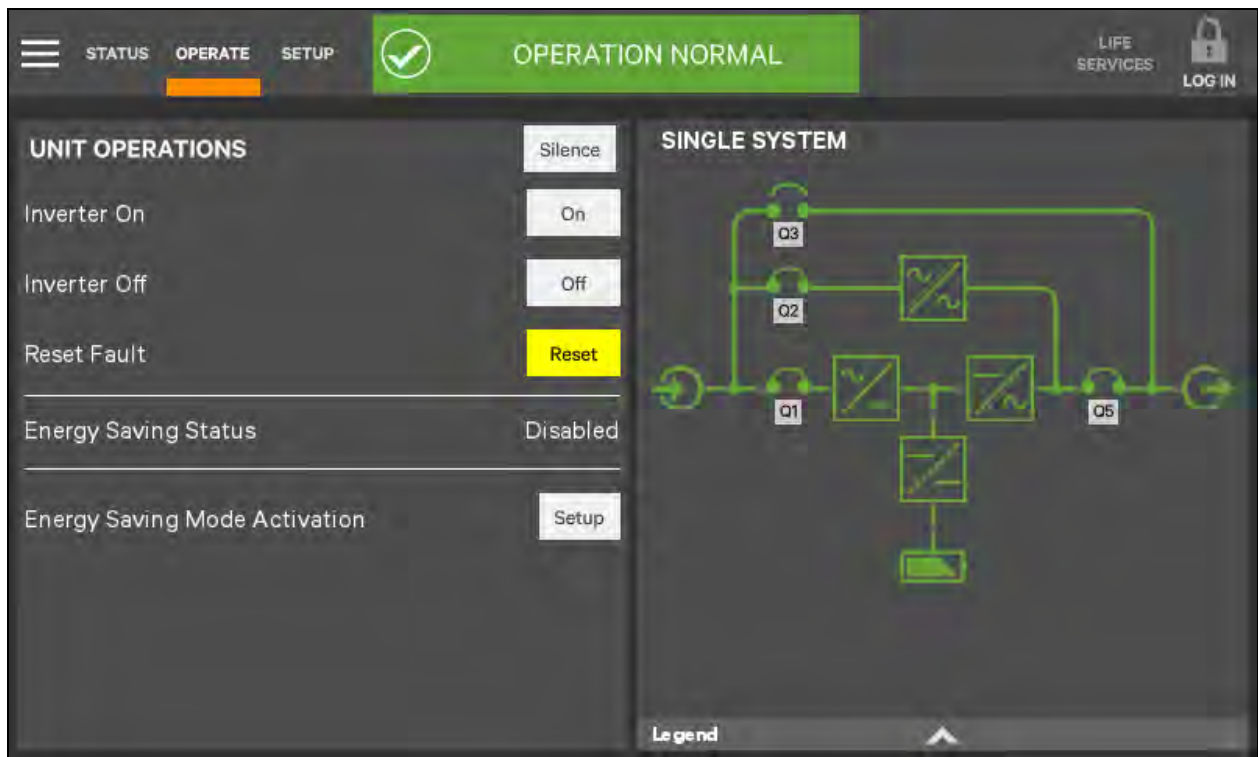 STATUS OPERATE SETUP OPERATION NORMAL LIFE
SERVICES
LOG IN
UNIT OPERATIONS Silence
Inverter On On
Inverter Off Off
Reset Fault Reset
Energy Saving Status Disabled
Energy Saving Mode Activation Setup
SINGLE SYSTEM
Q3
Q2
Q1 Q5
Legend